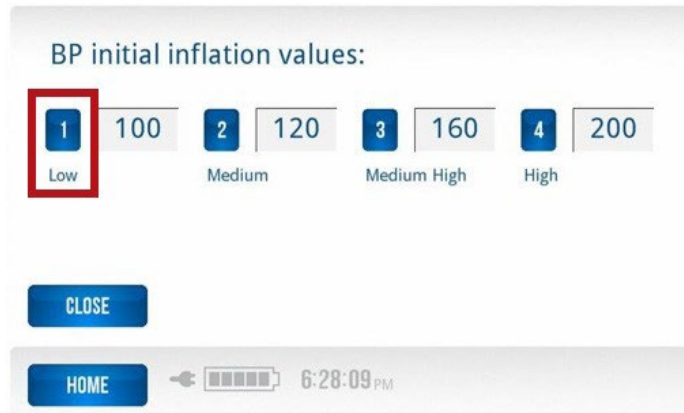 BP initial inflation values:
1 100 2 120 3 160 4 200
Low Medium Medium High High
CLOSE
HOME 6:28:09 PM